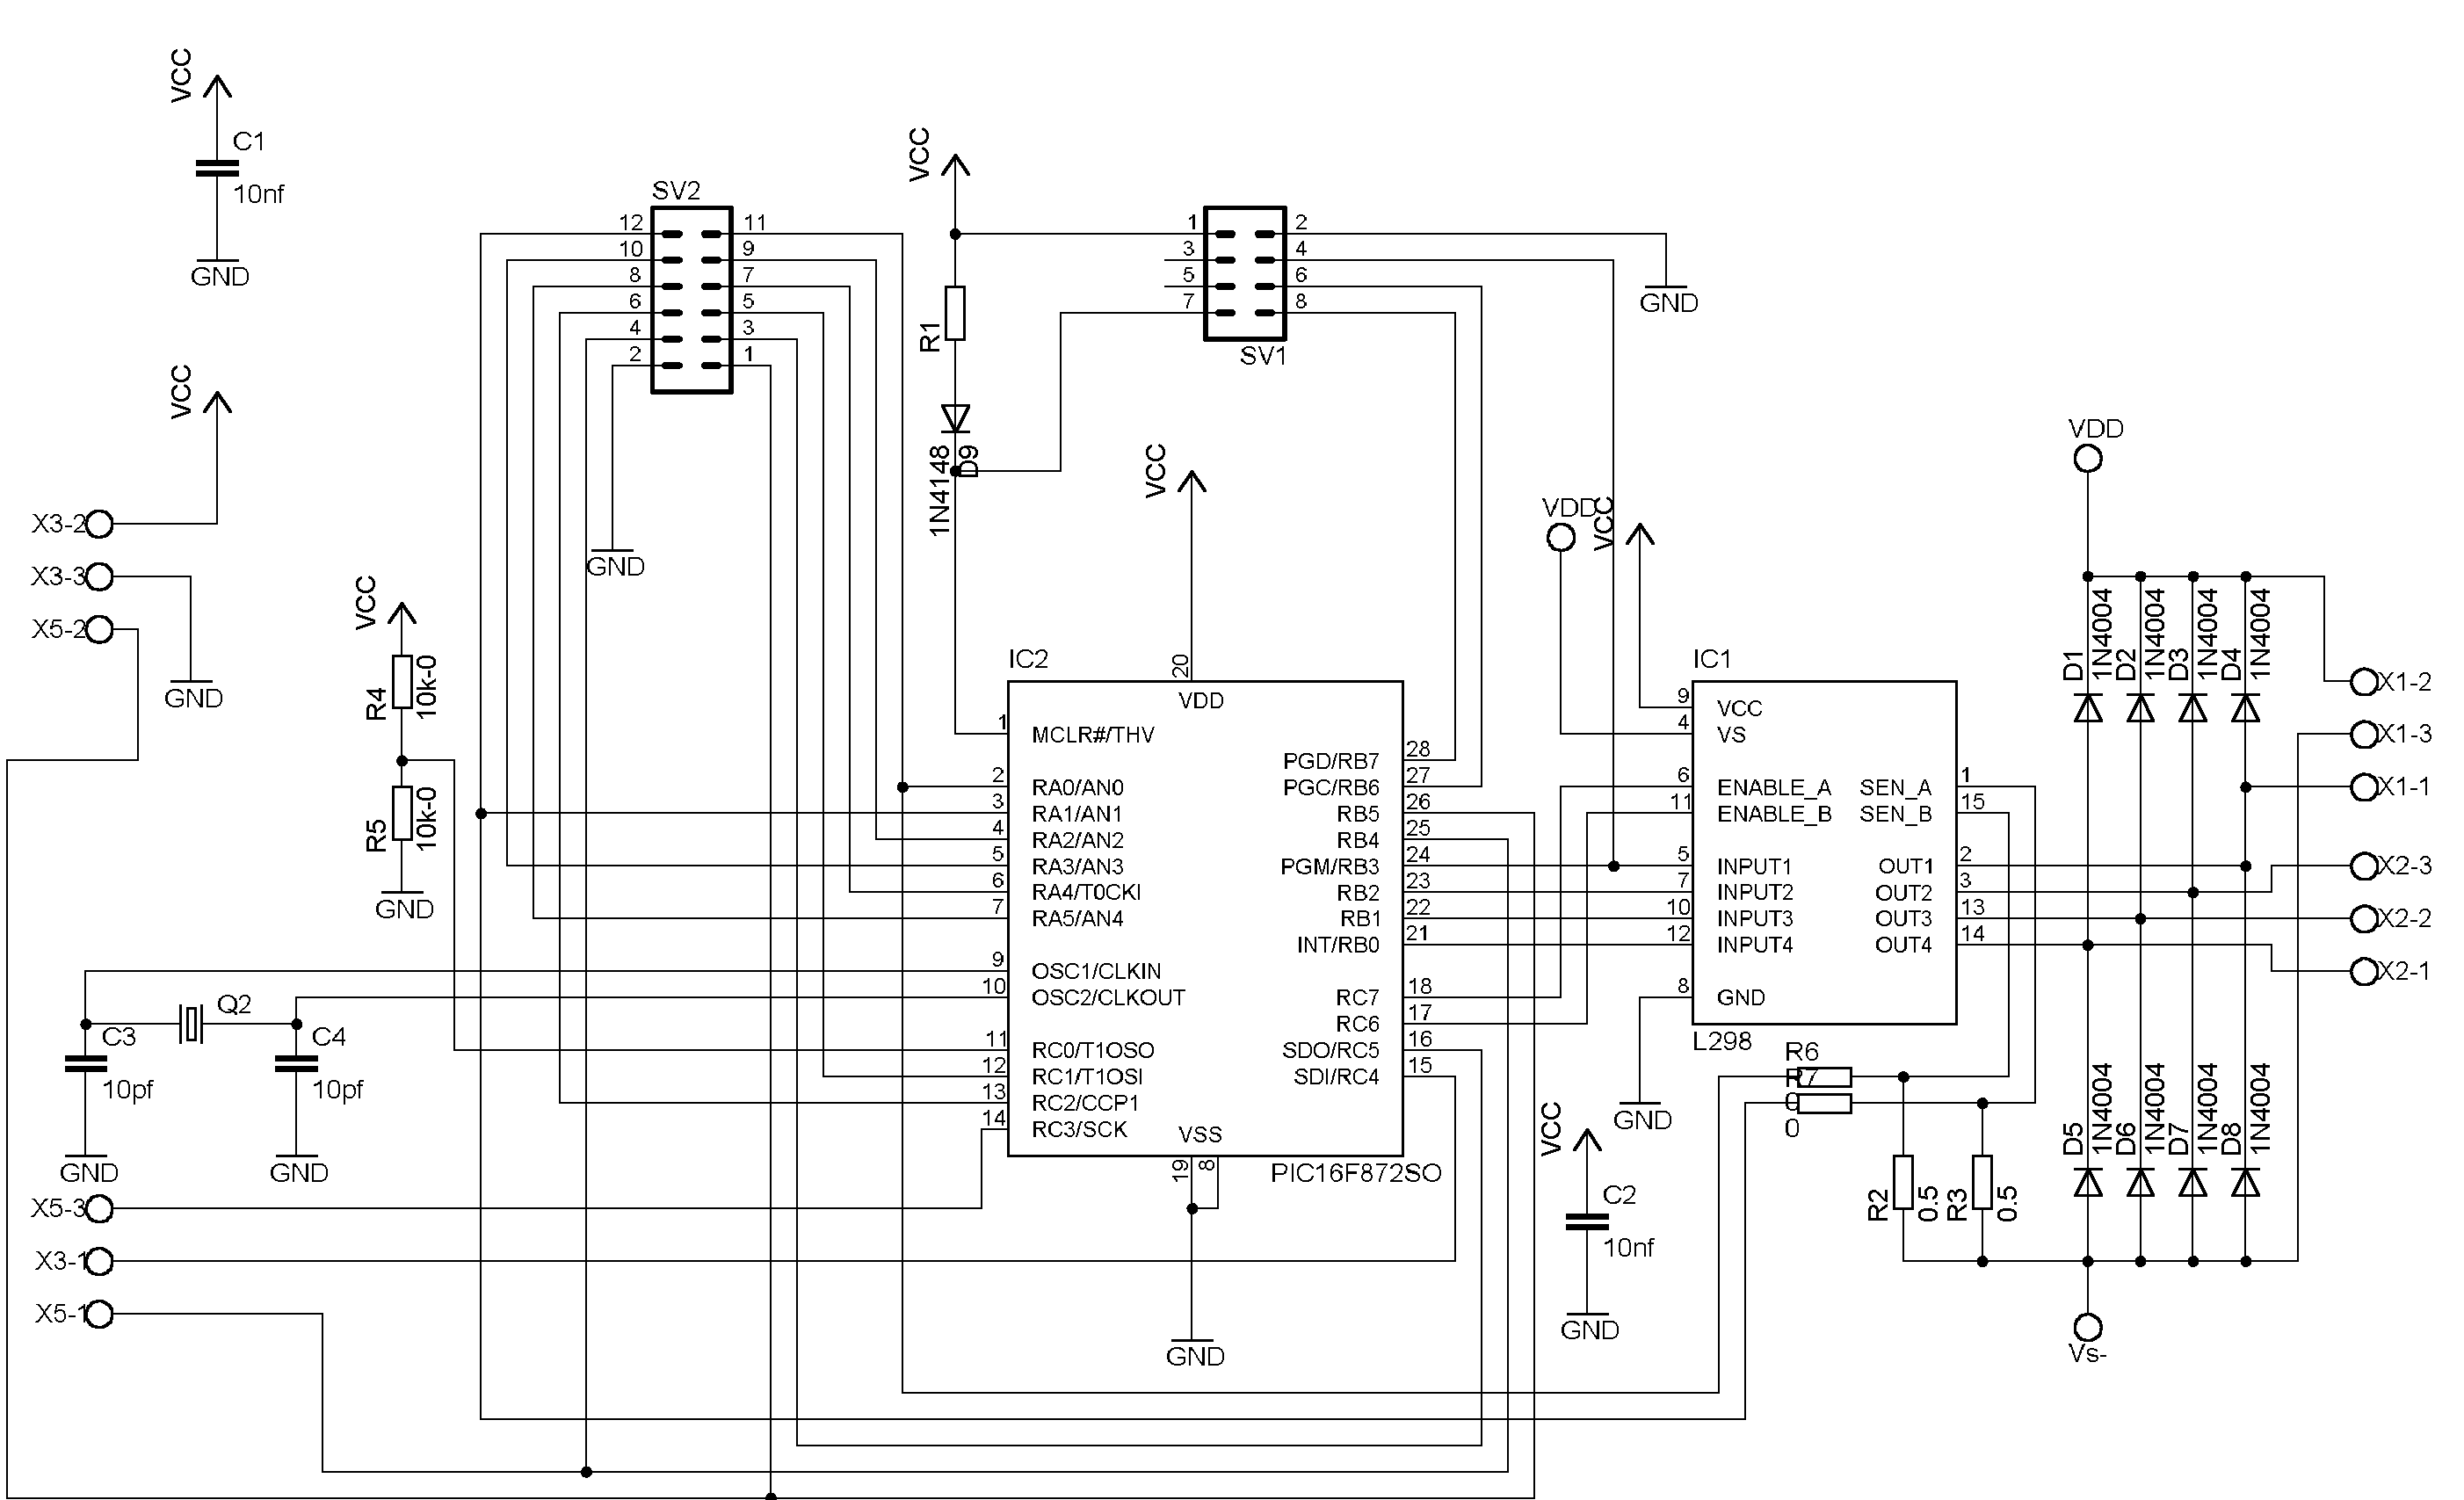 VCC
C1
10nf
GND
VCC
X3-2
X3-3
X5-2
GND
VCC
R4
10k-0
R5
10k-0
GND
Q2
C3
10pf
C4
10pf
GND
GND
X5-3
X3-1
X5-1
SV2
12 11
10 9
8 7
6 5
4 3
2 1
GND
VCC
R1
1N4148
D9
SV1
1 2
3 4
5 6
7 8
GND
VCC
IC2
20
VDD
1 MCLR#/THV
2 RA0/AN0
3 RA1/AN1
4 RA2/AN2
5 RA3/AN3
6 RA4/T0CKI
7 RA5/AN4
9 OSC1/CLKIN
10 OSC2/CLKOUT
11 RC0/T1OSO
12 RC1/T1OSI
13 RC2/CCP1
14 RC3/SCK
PGD/RB7 28
PGC/RB6 27
RB5 26
RB4 25
PGM/RB3 24
RB2 23
RB1 22
INT/RB0 21
RC7 18
RC6 17
SDO/RC5 16
SDI/RC4 15
VSS
19
8
PIC16F872SO
GND
VDD
VCC
IC1
9 VCC
4 VS
6 ENABLE_A
11 ENABLE_B
5 INPUT1
7 INPUT2
10 INPUT3
12 INPUT4
8 GND
SEN_A 1
SEN_B 15
OUT1 2
OUT2 3
OUT3 13
OUT4 14
L298
GND
VCC
C2
10nf
GND
R6
R7
0
0
R2
0.5
R3
0.5
VDD
D1
1N4004
D2
1N4004
D3
1N4004
D4
1N4004
D5
1N4004
D6
1N4004
D7
1N4004
D8
1N4004
Vs-
X1-2
X1-3
X1-1
X2-3
X2-2
X2-1